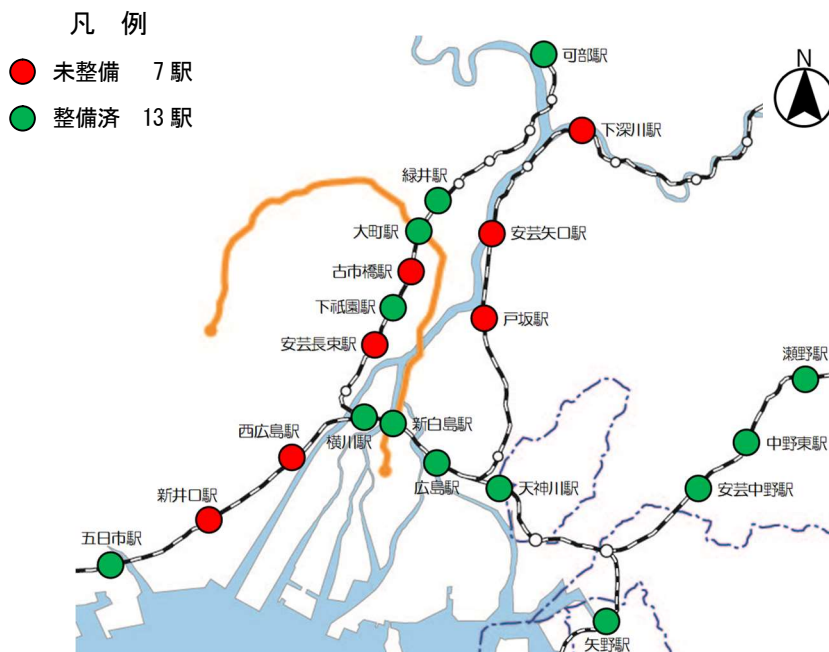 凡 例
未整備 7駅
整備済 13駅
N
可部駅
下深川駅
緑井駅
大町駅
安芸矢口駅
古市橋駅
下祇園駅
戸坂駅
安芸長束駅
瀬野駅
新白島駅
西広島駅
横川駅
中野東駅
広島駅
天神川駅
安芸中野駅
新井口駅
五日市駅
矢野駅